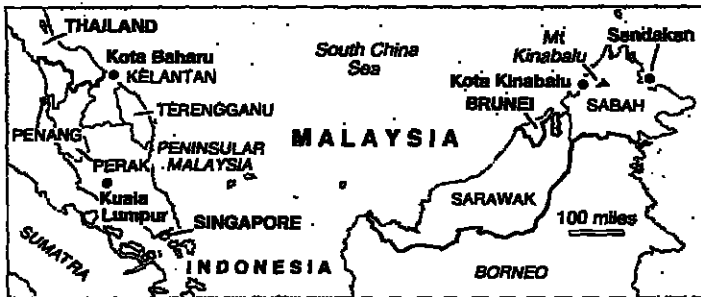 THAILAND
Kota Baharu
KELANTAN
TERENGGANU
PENANG
PENINSULAR
MALAYSIA
PERAK
Kuala
Lumpur
SINGAPORE
SUMATRA
INDONESIA
South China
Sea
MALAYSIA
Mt
Kinabalu
Sandakan
Kota Kinabalu
BRUNEI
SABAH
SARAWAK
100 miles
BORNEO